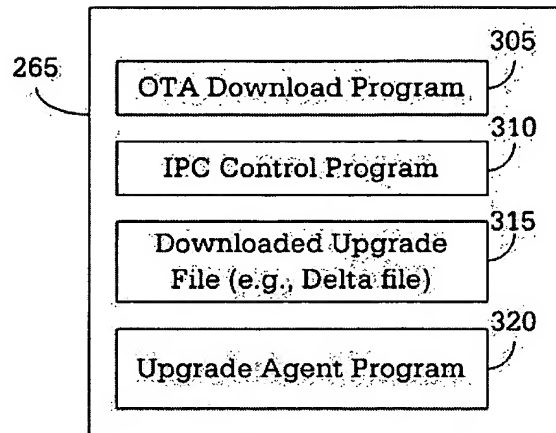 305
265
OTA Download Program
310
IPC Control Program
315
Downloaded Upgrade
File (e.g., Delta file)
320
Upgrade Agent Program